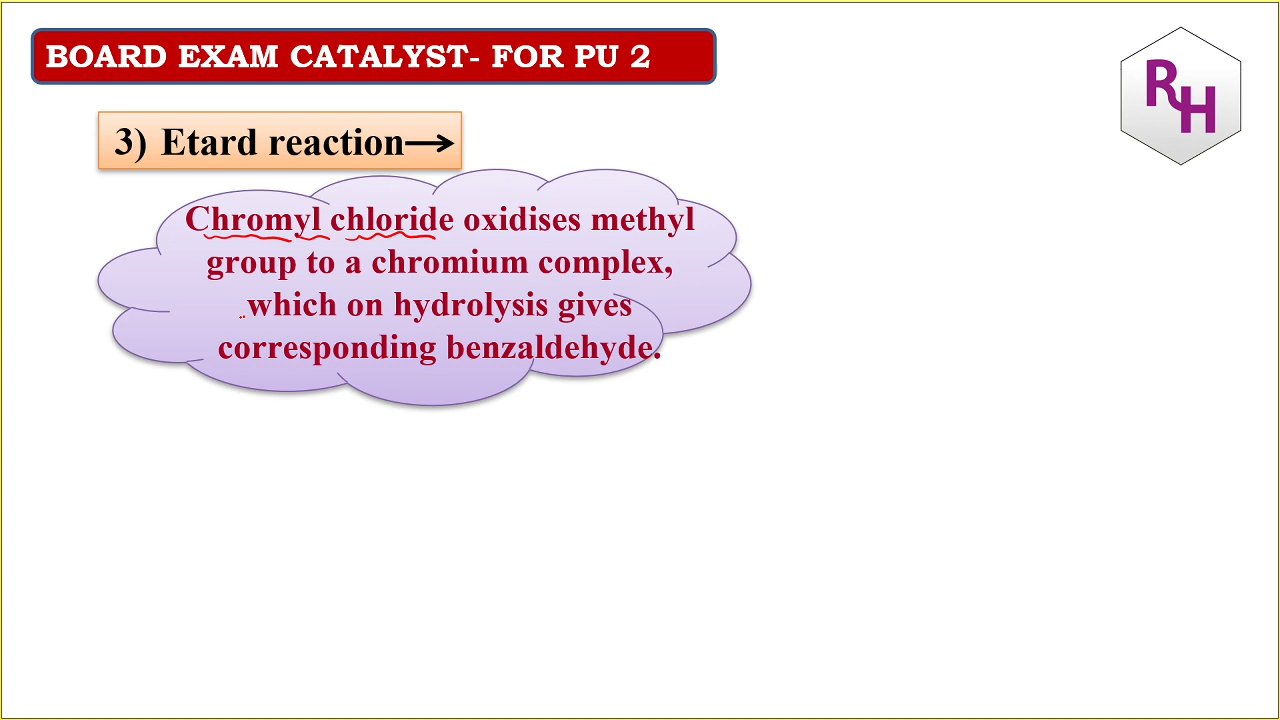 BOARD EXAM CATALYST- FOR PU 2
RH
3) Etard reaction→
Chromyl chloride oxidises methyl
group to a chromium complex,
which on hydrolysis gives
corresponding benzaldehyde.